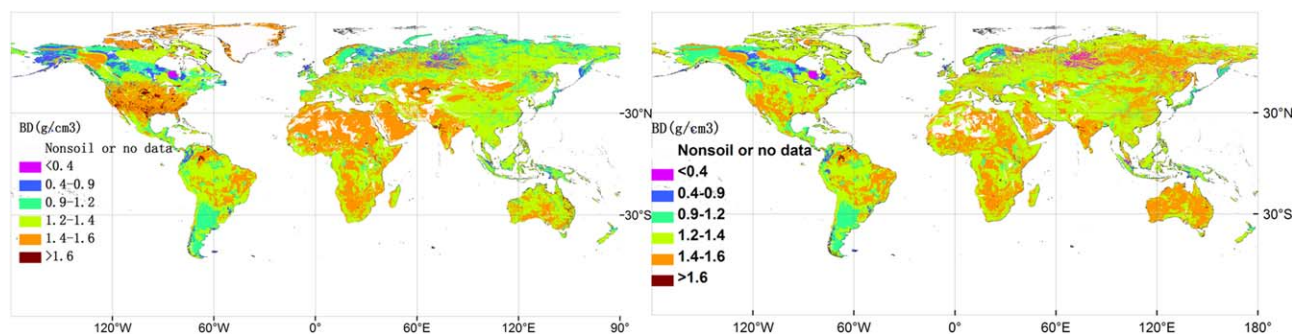 30°N
BD(g/cm3)
Nonsoil or no data
<0.4
0.4-0.9
0.9-1.2
1.2-1.4
1.4-1.6
>1.6
30°S
120°W 60°W 0° 60°E 120°E 90°
30°N
BD(g/cm3)
Nonsoil or no data
<0.4
0.4-0.9
0.9-1.2
1.2-1.4
1.4-1.6
>1.6
30°S
120°W 60°W 0° 60°E 120°E 180°